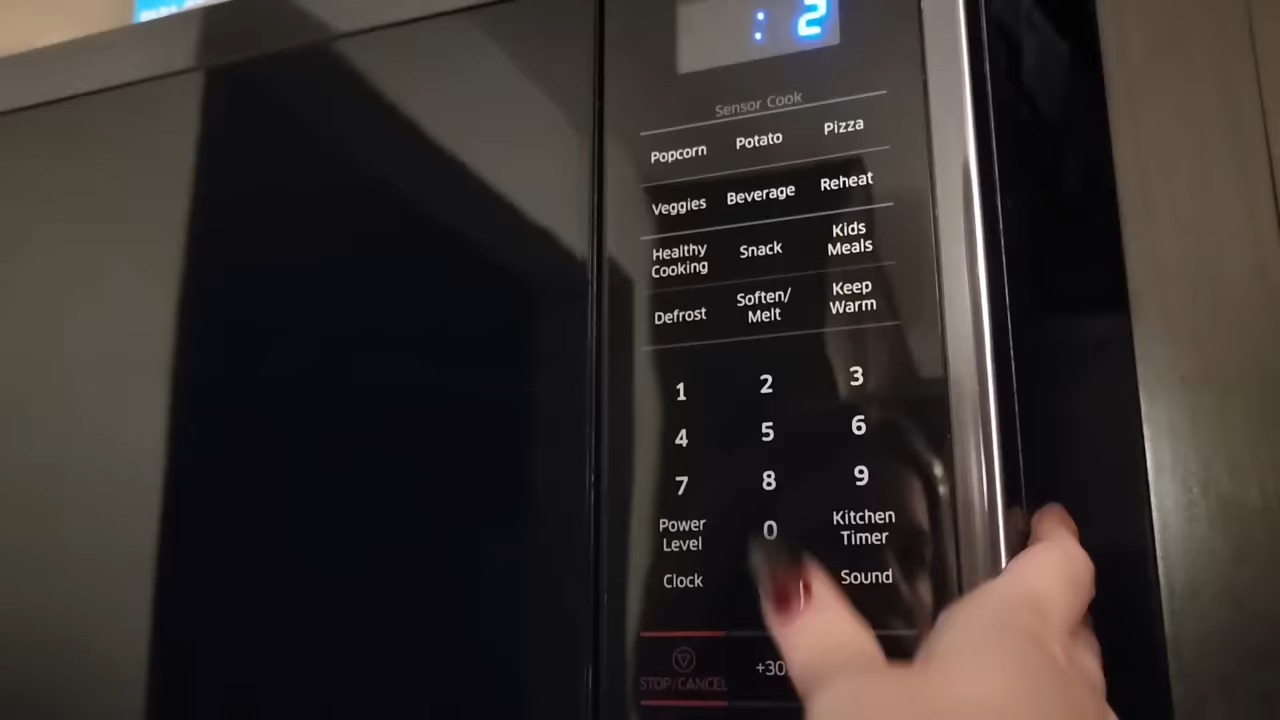 : 2
Sensor Cook
Popcorn Potato Pizza
Veggies Beverage Reheat
Healthy Cooking Snack Kids Meals
Defrost Soften/ Melt Keep Warm
1 2 3
4 5 6
7 8 9
Power Level 0 Kitchen Timer
Clock Sound
STOP/CANCEL +30